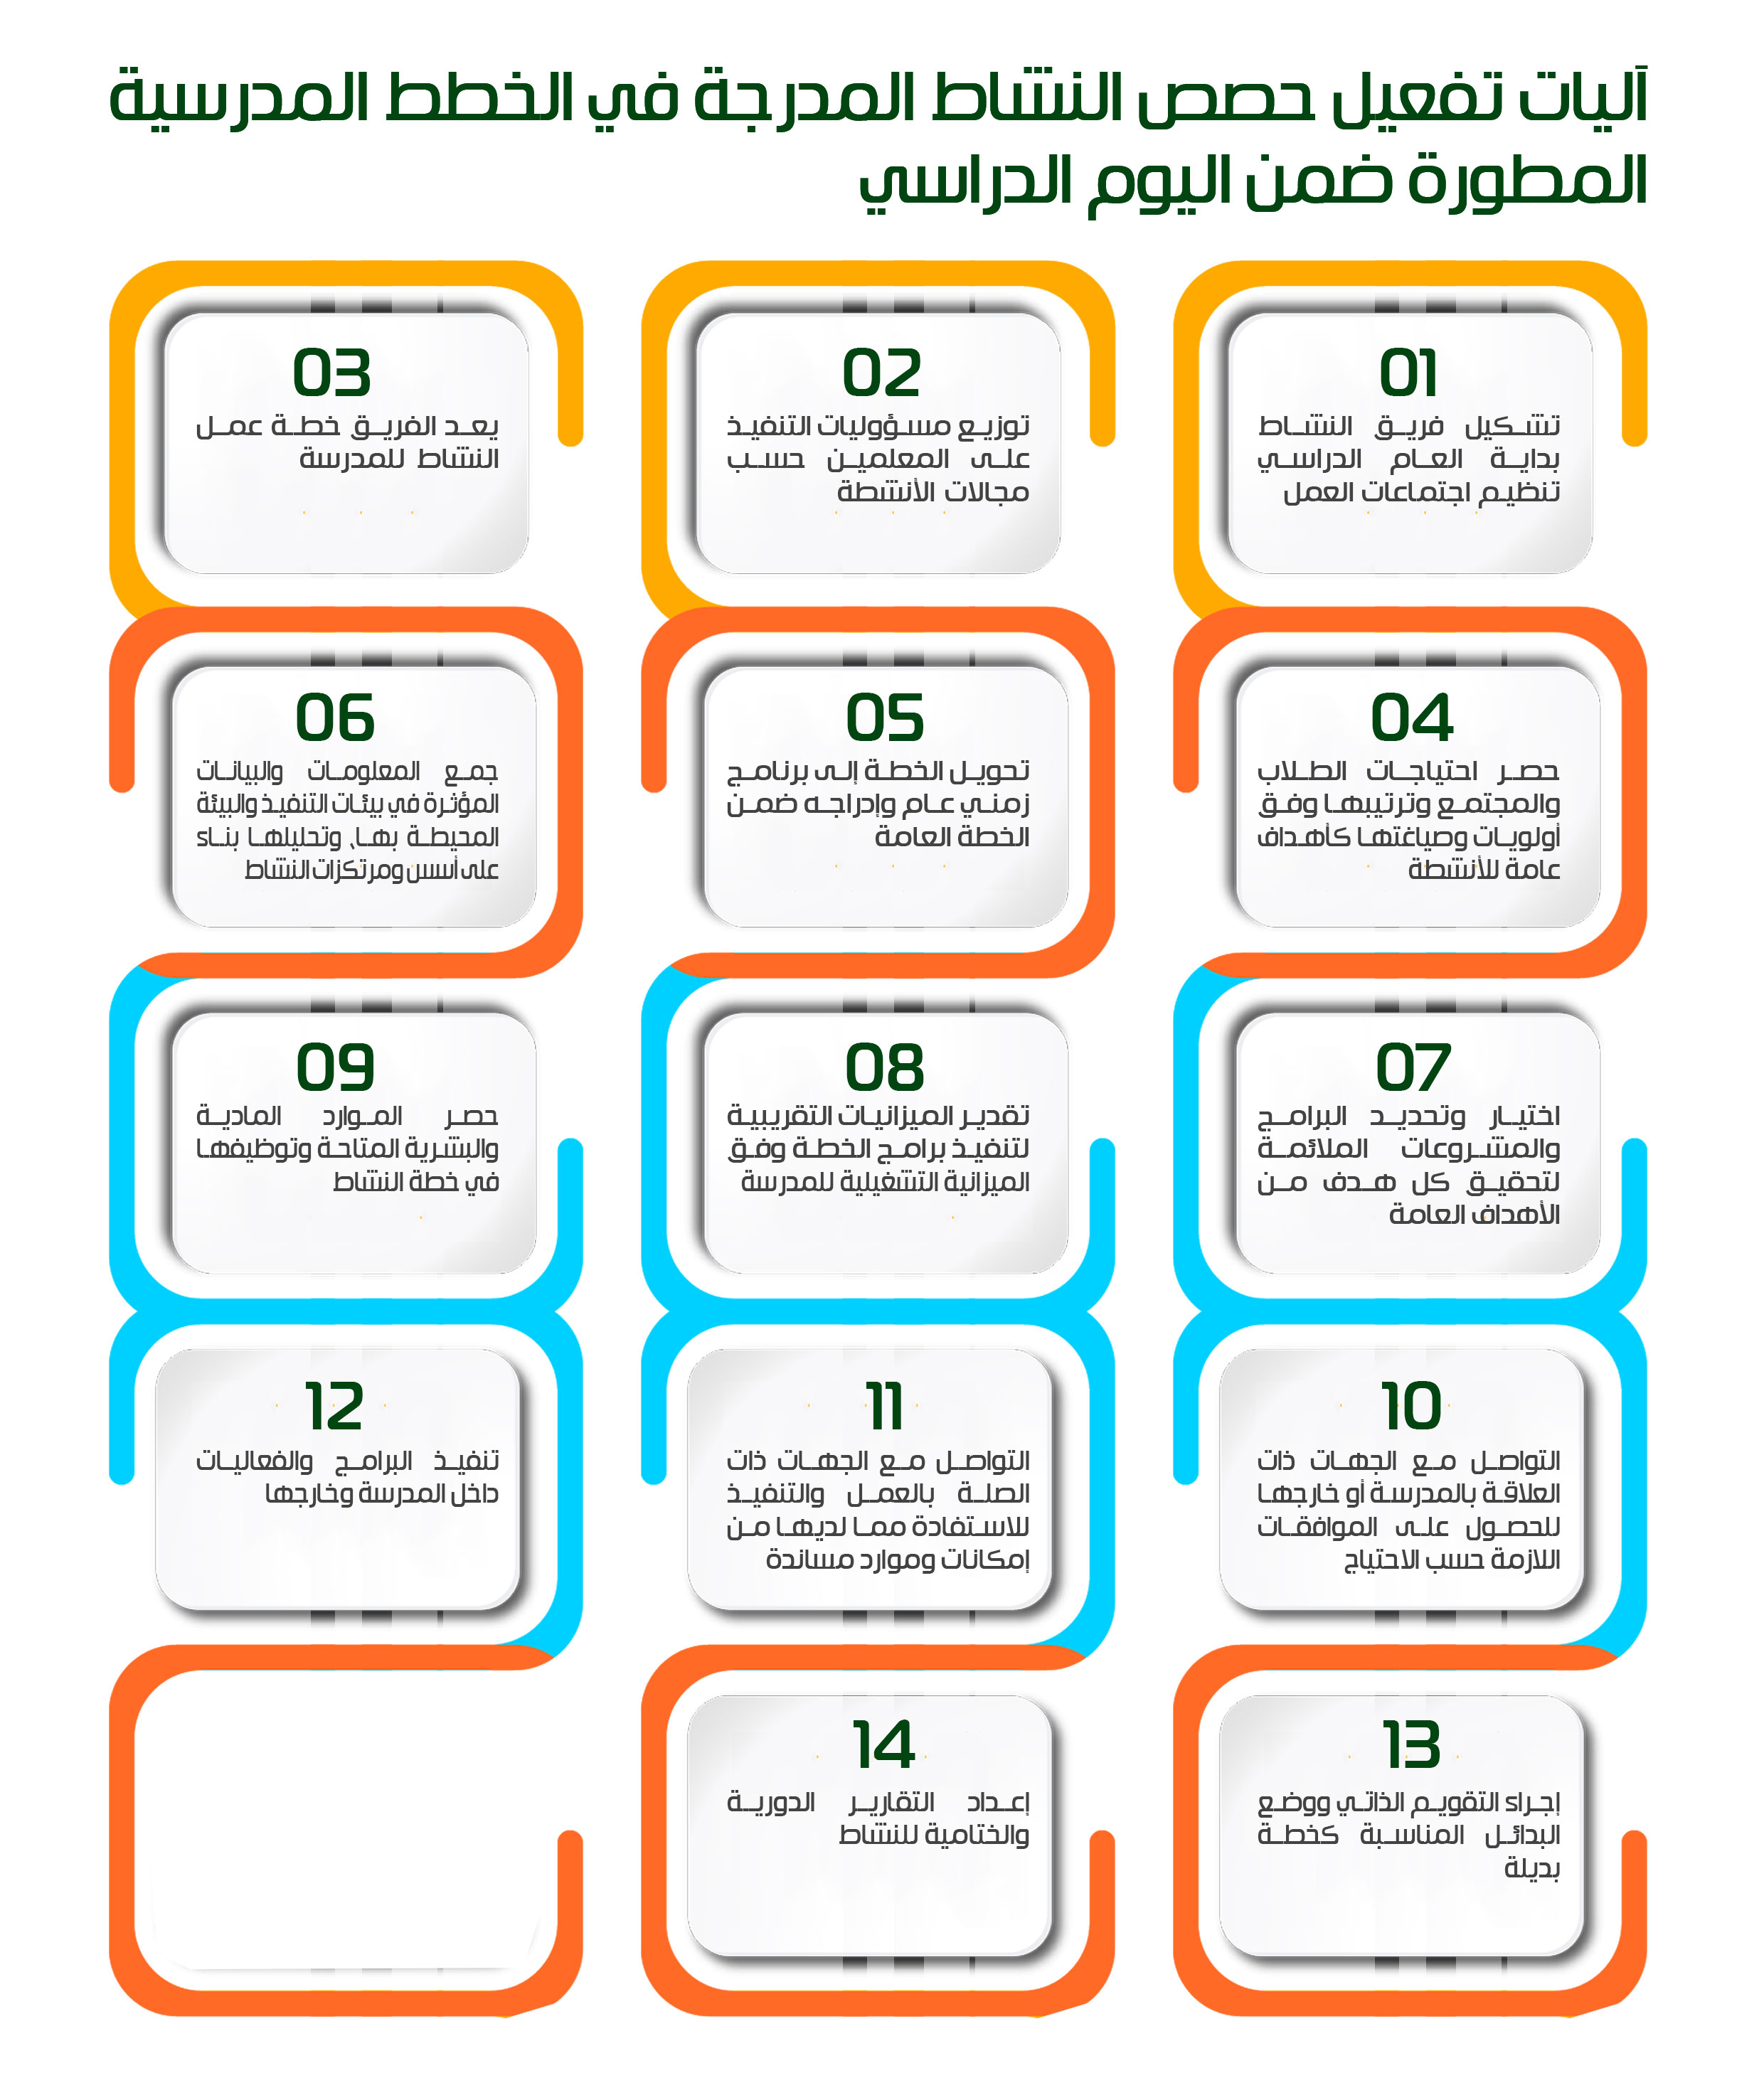 آليات تفعيل حصص النشاط المدرجة في الخطط المدرسية
المطورة ضمن اليوم الدراسي
01
تشكيل فريق النشاط
بداية العام الدراسي
تنظيم اجتماعات العمل
02
توزيع مسؤوليات التنفيذ
على المعلمين حسب
مجالات الأنشطة
03
يعد الفريق خطة عمل
النشاط للمدرسة
04
حصر احتياجات الطلاب
والمجتمع وترتيبها وفق
أولويات وصياغتها كأهداف
عامة للأنشطة
05
تحويل الخطة إلى برنامج
زمني عام وإدراجه ضمن
الخطة العامة
06
جمع المعلومات والبيانات
المؤثرة في بيئات التنفيذ والبيئة
المحيطة بها، وتحليلها بناء
على أسس ومرتكزات النشاط
07
اختيار وتحديد البرامج
والمشروعات الملائمة
لتحقيق كل هدف من
الأهداف العامة
08
تقدير الميزانيات التقريبية
لتنفيذ برامج الخطة وفق
الميزانية التشغيلية للمدرسة
09
حصر الموارد المادية
والبشرية المتاحة وتوظيفها
في خطة النشاط
10
التواصل مع الجهات ذات
العلاقة بالمدرسة أو خارجها
للحصول على الموافقات
اللازمة حسب الاحتياج
11
التواصل مع الجهات ذات
الصلة بالعمل والتنفيذ
للاستفادة مما لديها من
إمكانات وموارد مساندة
12
تنفيذ البرامج والفعاليات
داخل المدرسة وخارجها
13
إجراء التقويم الذاتي ووضع
البدائل المناسبة كخطة
بديلة
14
إعداد التقارير الدورية
والختامية للنشاط